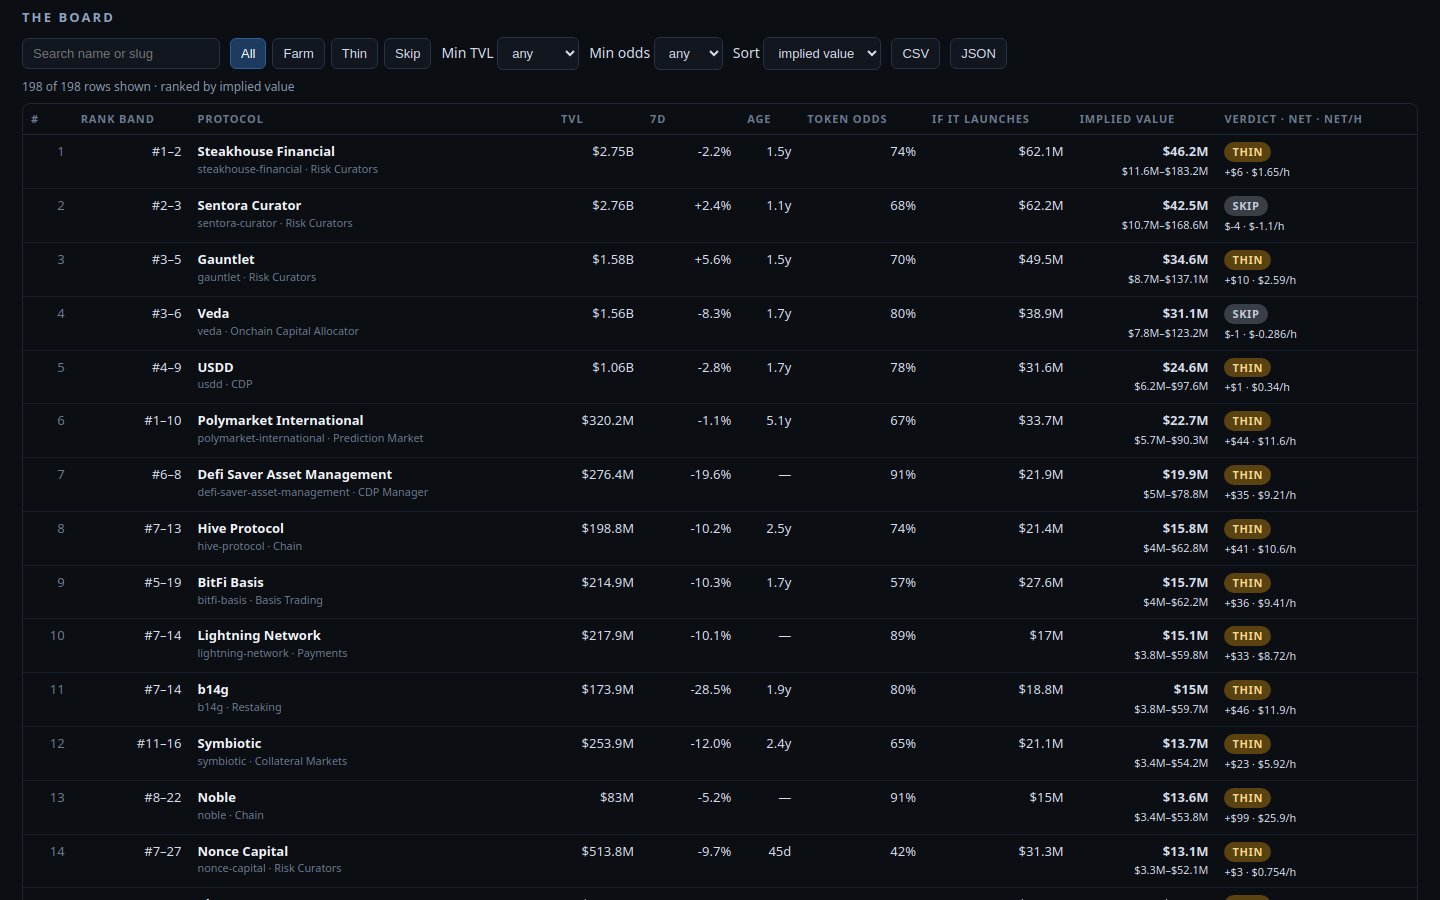 THE BOARD
Search name or slug All Farm Thin Skip Min TVL any Min odds any Sort implied value CSV JSON
198 of 198 rows shown · ranked by implied value
# RANK BAND PROTOCOL TVL 7D AGE TOKEN ODDS IF IT LAUNCHES IMPLIED VALUE VERDICT · NET · NET/H
1 #1–2 Steakhouse Financial $2.75B -2.2% 1.5y 74% $62.1M $46.2M THIN
steakhouse-financial · Risk Curators $11.6M–$183.2M +$6 · $1.65/h
2 #2–3 Sentora Curator $2.76B +2.4% 1.1y 68% $62.2M $42.5M SKIP
sentora-curator · Risk Curators $10.7M–$168.6M $-4 · $-1.1/h
3 #3–5 Gauntlet $1.58B +5.6% 1.5y 70% $49.5M $34.6M THIN
gauntlet · Risk Curators $8.7M–$137.1M +$10 · $2.59/h
4 #3–6 Veda $1.56B -8.3% 1.7y 80% $38.9M $31.1M SKIP
veda · Onchain Capital Allocator $7.8M–$123.2M $-1 · $-0.286/h
5 #4–9 USDD $1.06B -2.8% 1.7y 78% $31.6M $24.6M THIN
usdd · CDP $6.2M–$97.6M +$1 · $0.34/h
6 #1–10 Polymarket International $320.2M -1.1% 5.1y 67% $33.7M $22.7M THIN
polymarket-international · Prediction Market $5.7M–$90.3M +$44 · $11.6/h
7 #6–8 Defi Saver Asset Management $276.4M -19.6% — 91% $21.9M $19.9M THIN
defi-saver-asset-management · CDP Manager $5M–$78.8M +$35 · $9.21/h
8 #7–13 Hive Protocol $198.8M -10.2% 2.5y 74% $21.4M $15.8M THIN
hive-protocol · Chain $4M–$62.8M +$41 · $10.6/h
9 #5–19 BitFi Basis $214.9M -10.3% 1.7y 57% $27.6M $15.7M THIN
bitfi-basis · Basis Trading $4M–$62.2M +$36 · $9.41/h
10 #7–14 Lightning Network $217.9M -10.1% — 89% $17M $15.1M THIN
lightning-network · Payments $3.8M–$59.8M +$33 · $8.72/h
11 #7–14 b14g $173.9M -28.5% 1.9y 80% $18.8M $15M THIN
b14g · Restaking $3.8M–$59.7M +$46 · $11.9/h
12 #11–16 Symbiotic $253.9M -12.0% 2.4y 65% $21.1M $13.7M THIN
symbiotic · Collateral Markets $3.4M–$54.2M +$23 · $5.92/h
13 #8–22 Noble $83M -5.2% — 91% $15M $13.6M THIN
noble · Chain $3.4M–$53.8M +$99 · $25.9/h
14 #7–27 Nonce Capital $513.8M -9.7% 45d 42% $31.3M $13.1M THIN
nonce-capital · Risk Curators $3.3M–$52.1M +$3 · $0.754/h